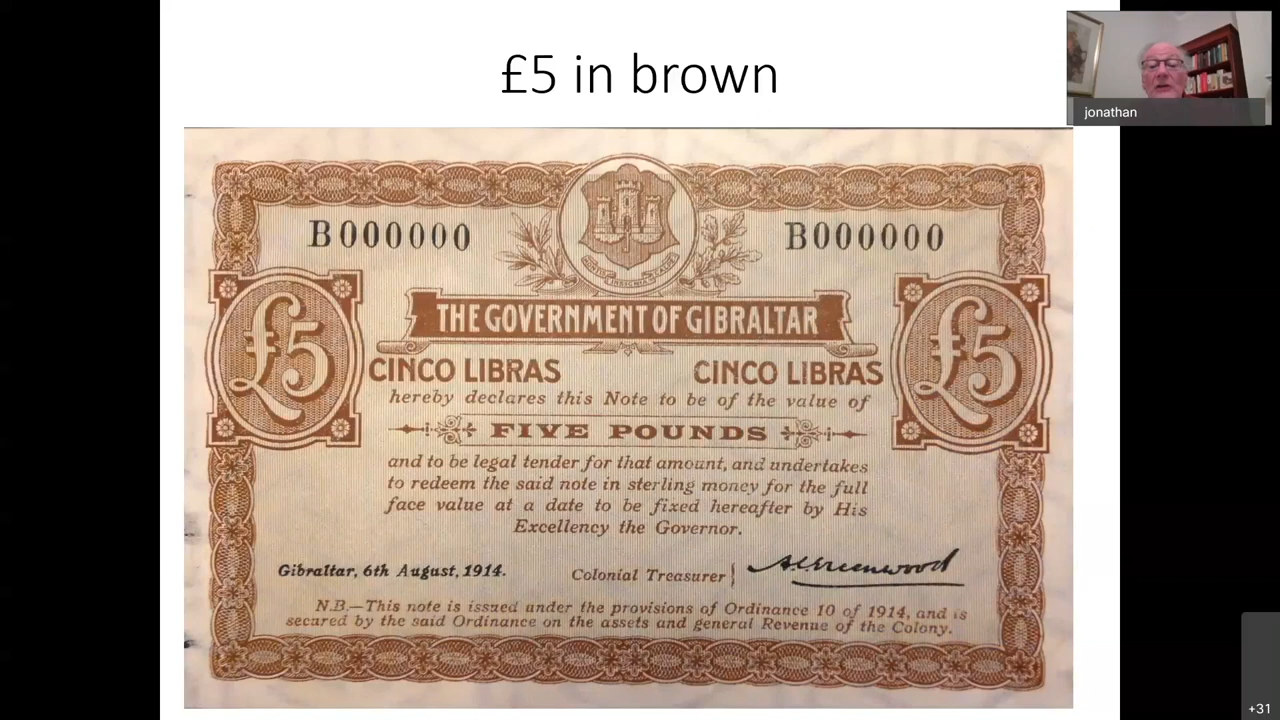 £5 in brown
jonathan
B000000 B000000
THE GOVERNMENT OF GIBRALTAR
£5 £5
CINCO LIBRAS CINCO LIBRAS
hereby declares this Note to be of the value of
FIVE POUNDS
and to be legal tender for that amount, and undertakes
to redeem the said note in sterling money for the full
face value at a date to be fixed hereafter by His
Excellency the Governor.
Gibraltar, 6th August, 1914. Colonial Treasurer
N.B.—This note is issued under the provisions of Ordinance 10 of 1914, and is
secured by the said Ordinance on the assets and general Revenue of the Colony.
+31